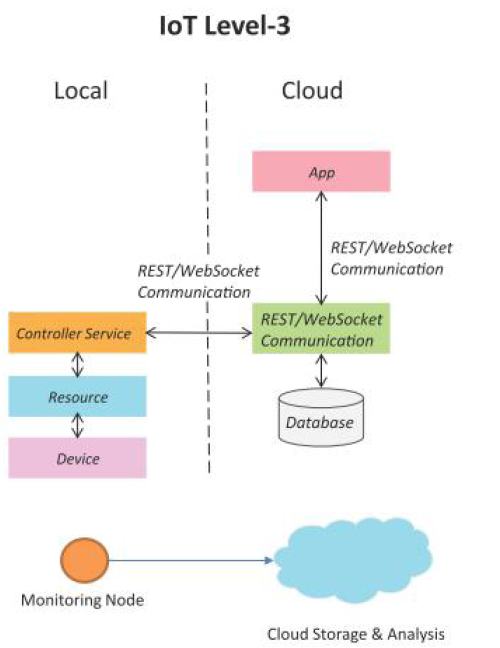 IoT Level-3
Local
Cloud
App
REST/WebSocket
Communication
REST/WebSocket
Communication
Controller Service
REST/WebSocket
Communication
Resource
Database
Device
Monitoring Node
Cloud Storage & Analysis